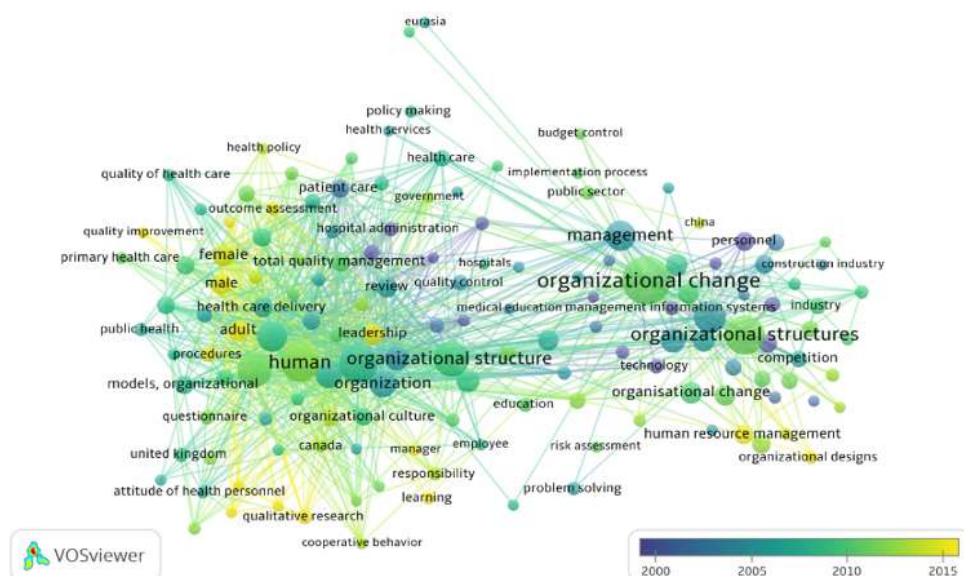 eurasia
policy making
health services
budget control
health policy
health care
quality of health care
implementation process
patient care
government
public sector
outcome assessment
hospital administration
china
quality improvement
management
personnel
female
primary health care
total quality management
hospitals
construction industry
male
review
quality control
organizational change
health care delivery
medical education
management information systems
industry
public health
adult
leadership
organizational structures
procedures
human
organizational structure
technology
competition
models, organizational
organization
organisational change
questionnaire
organizational culture
education
united kingdom
canada
manager
employee
risk assessment
human resource management
responsibility
organizational designs
attitude of health personnel
learning
problem solving
qualitative research
cooperative behavior
VOSviewer
2000
2005
2010
2015